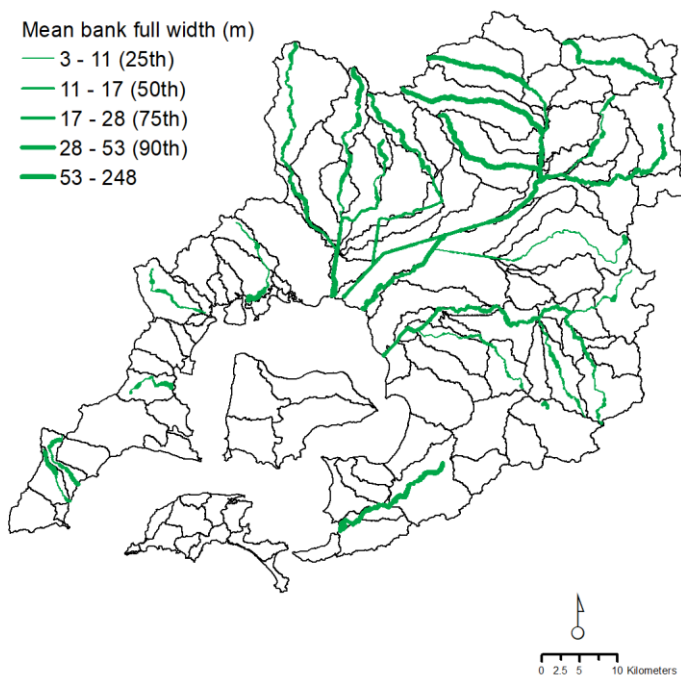 Mean bank full width (m)
3 - 11 (25th)
11 - 17 (50th)
17 - 28 (75th)
28 - 53 (90th)
53 - 248
0 2.5 5 10 Kilometers